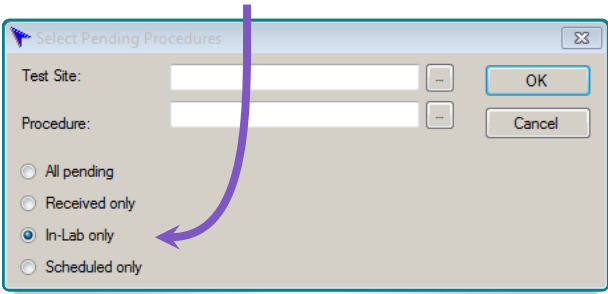 Select Pending Procedures
Test Site:
...
OK
Procedure:
...
Cancel
All pending
Received only
In-Lab only
Scheduled only